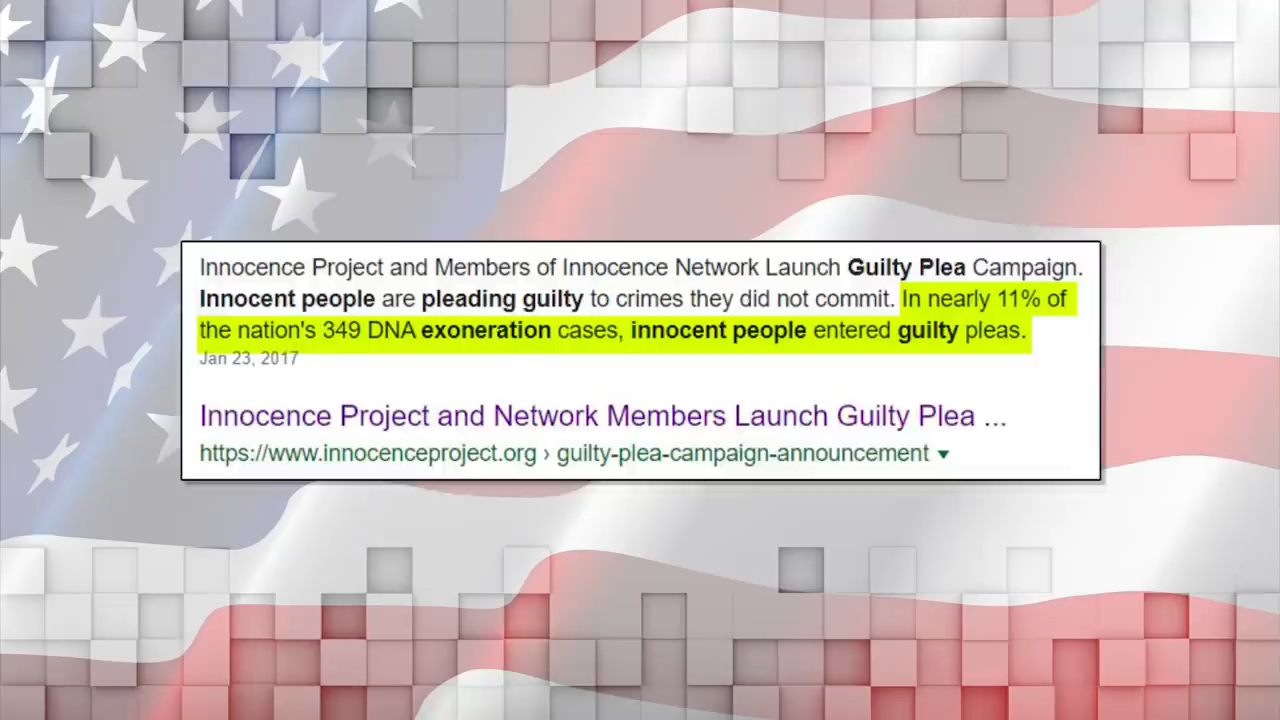 Innocence Project and Members of Innocence Network Launch Guilty Plea Campaign.
Innocent people are pleading guilty to crimes they did not commit. In nearly 11% of
the nation's 349 DNA exoneration cases, innocent people entered guilty pleas.
Jan 23, 2017
Innocence Project and Network Members Launch Guilty Plea ...
https://www.innocenceproject.org › guilty-plea-campaign-announcement